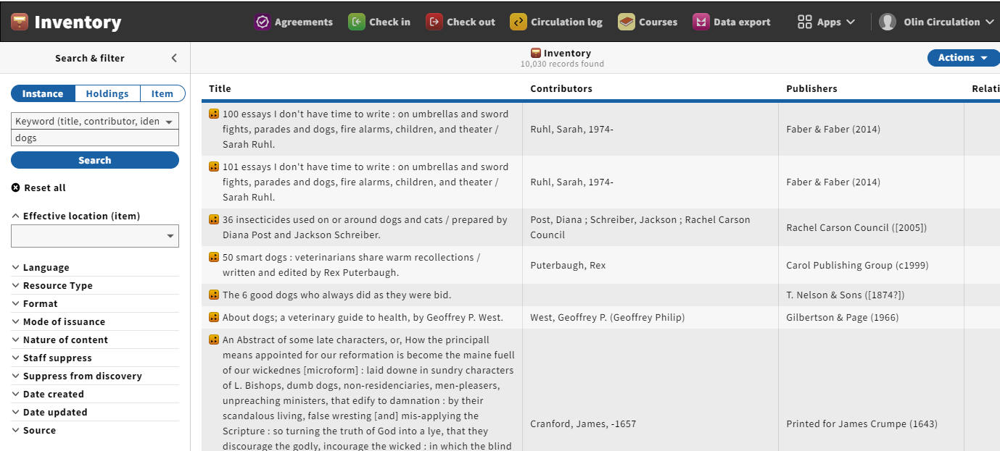 Inventory
Agreements
Check in
Check out
Circulation log
Courses
Data export
Apps
Olin Circulation
Search & filter
Inventory
10,030 records found
Actions
Instance
Holdings
Item
Keyword (title, contributor, iden
dogs
Search
Reset all
Effective location (item)
Language
Resource Type
Format
Mode of issuance
Nature of content
Staff suppress
Suppress from discovery
Date created
Date updated
Source
Title
Contributors
Publishers
Relati
100 essays I don't have time to write : on umbrellas and sword
fights, parades and dogs, fire alarms, children, and theater /
Sarah Ruhl.
Ruhl, Sarah, 1974-
Faber & Faber (2014)
101 essays I don't have time to write : on umbrellas and sword
fights, parades and dogs, fire alarms, children, and theater /
Sarah Ruhl.
Ruhl, Sarah, 1974-
Faber & Faber (2014)
36 insecticides used on or around dogs and cats / prepared by
Diana Post and Jackson Schreiber.
Post, Diana ; Schreiber, Jackson ; Rachel Carson
Council
Rachel Carson Council ([2005])
50 smart dogs : veterinarians share warm recollections /
written and edited by Rex Puterbaugh.
Puterbaugh, Rex
Carol Publishing Group (c1999)
The 6 good dogs who always did as they were bid.
T. Nelson & Sons ([1874?])
About dogs; a veterinary guide to health, by Geoffrey P. West.
West, Geoffrey P. (Geoffrey Philip)
Gilbertson & Page (1966)
An Abstract of some late characters, or, How the principall
means appointed for our reformation is become the maine fuell
of our wickednes [microform] : laid downe in sundry characters
of L. Bishops, dumb dogs, non-residenciaries, men-pleasers,
unpreaching ministers, that edify to damnation : by their
scandalous living, false wresting [and] mis-applying the
Scripture : so turning the truth of God into a lye, that they
discourage the godly, incourage the wicked : in which the blind
Cranford, James, -1657
Printed for James Crumpe (1643)